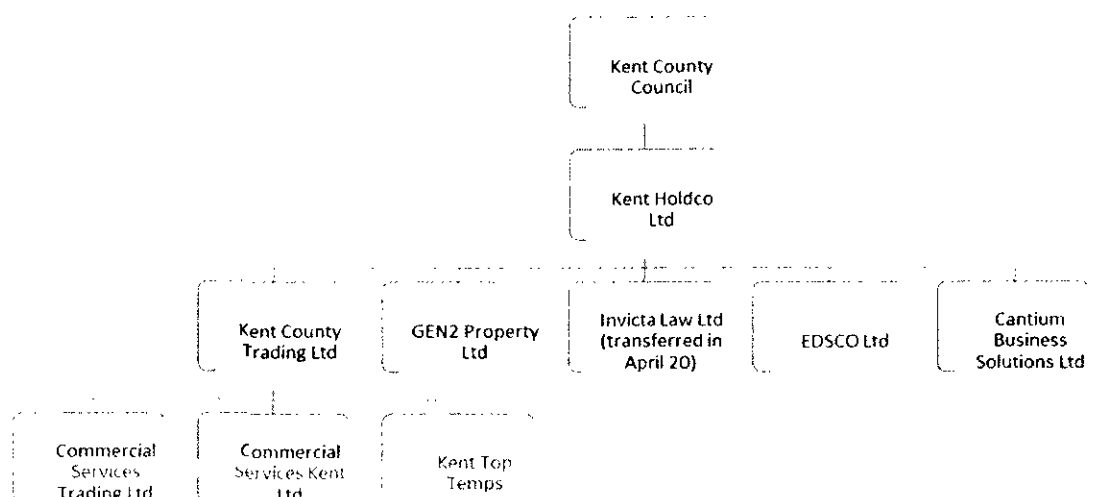 Kent County
Council
Kent Holdco
Ltd
Kent County
Trading Ltd
GEN2 Property
Ltd
Invicta Law Ltd
(transferred in
April 20)
EDSCO Ltd
Cantium
Business
Solutions Ltd
Commercial
Services
Trading Ltd
Commercial
Services Kent
Ltd
Kent Top
Temps